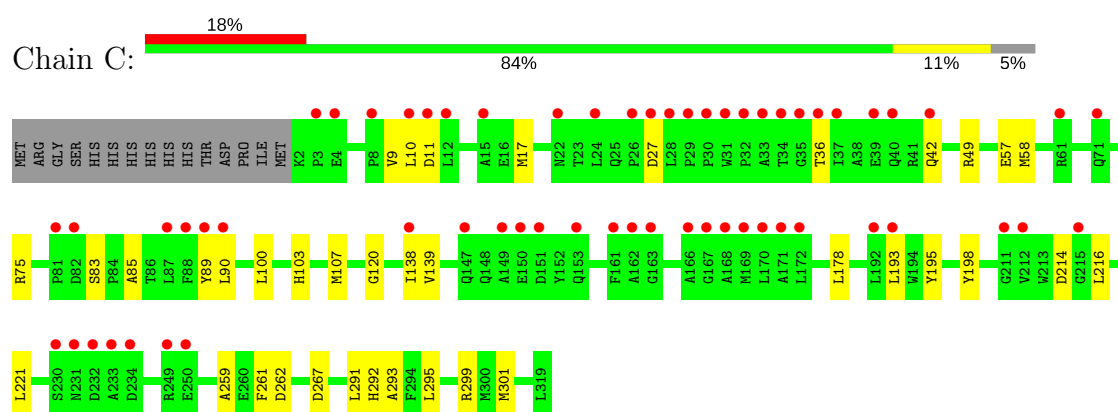 18%
Chain C:
84% 11% 5%
MET ARG GLY SER HIS HIS HIS HIS HIS HIS THR ASP PRO ILE MET K2 P3 E4 P8 V9 L10 D11 L12 A15 E16 M17 N22 T23 L24 Q25 P26 D27 L28 P29 P30 W31 P32 A33 T34 G35 T36 I37 A38 E39 Q40 R41 Q42 R49 E57 M58 R61 Q71
R75 P81 D82 S83 P84 A85 T86 L87 F88 Y89 L90 L100 H103 M107 G120 I138 V139 Q147 Q148 A149 E150 D151 Y152 Q153 F161 A162 G163 A166 G167 A168 M169 L170 A171 L172 L178 L192 L193 W194 Y195 Y198 G211 V212 W213 D214 G215 L216
L221 S230 N231 D232 A233 D234 R249 E250 A259 E260 F261 D262 D267 L291 H292 A293 F294 L295 R299 M300 M301 L319